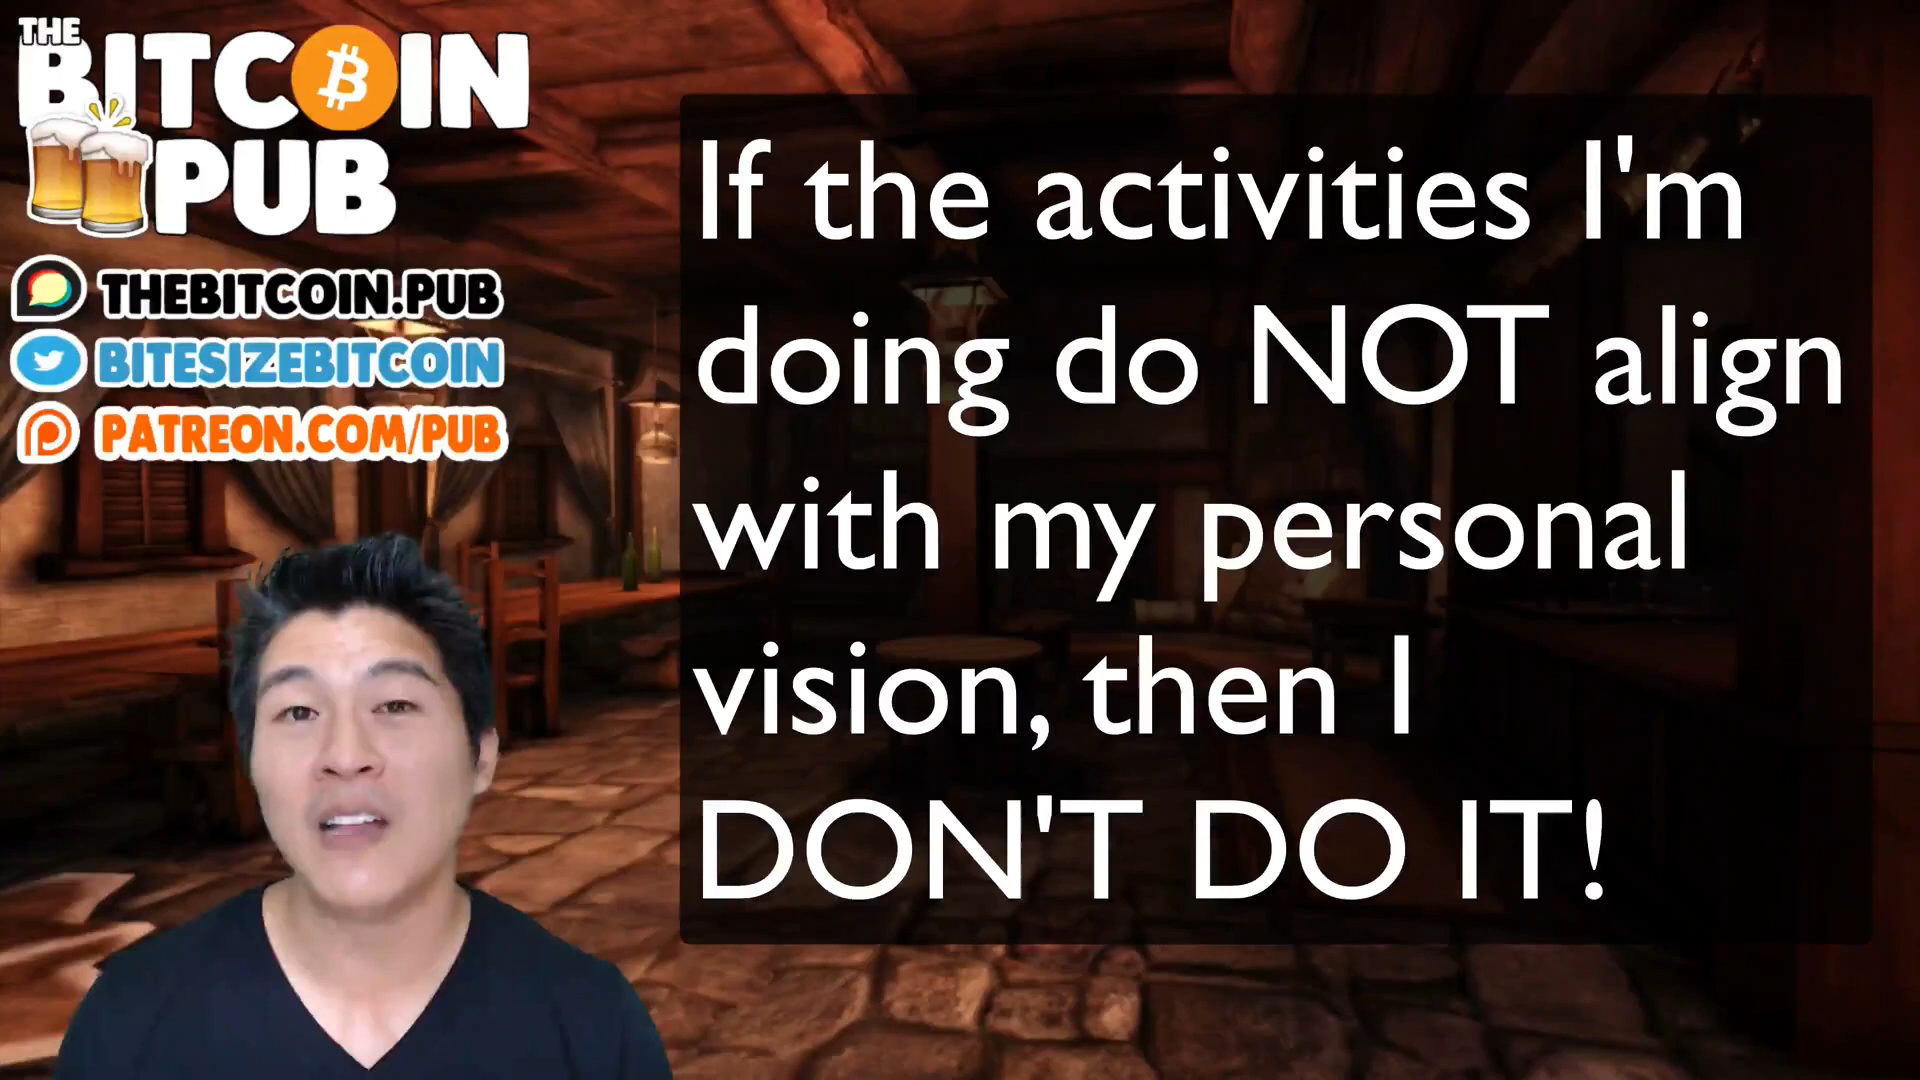 THE
BITCOIN
PUB
THEBITCOIN.PUB
BITESIZEBITCOIN
PATREON.COM/PUB
If the activities I'm
doing do NOT align
with my personal
vision, then I
DON'T DO IT!